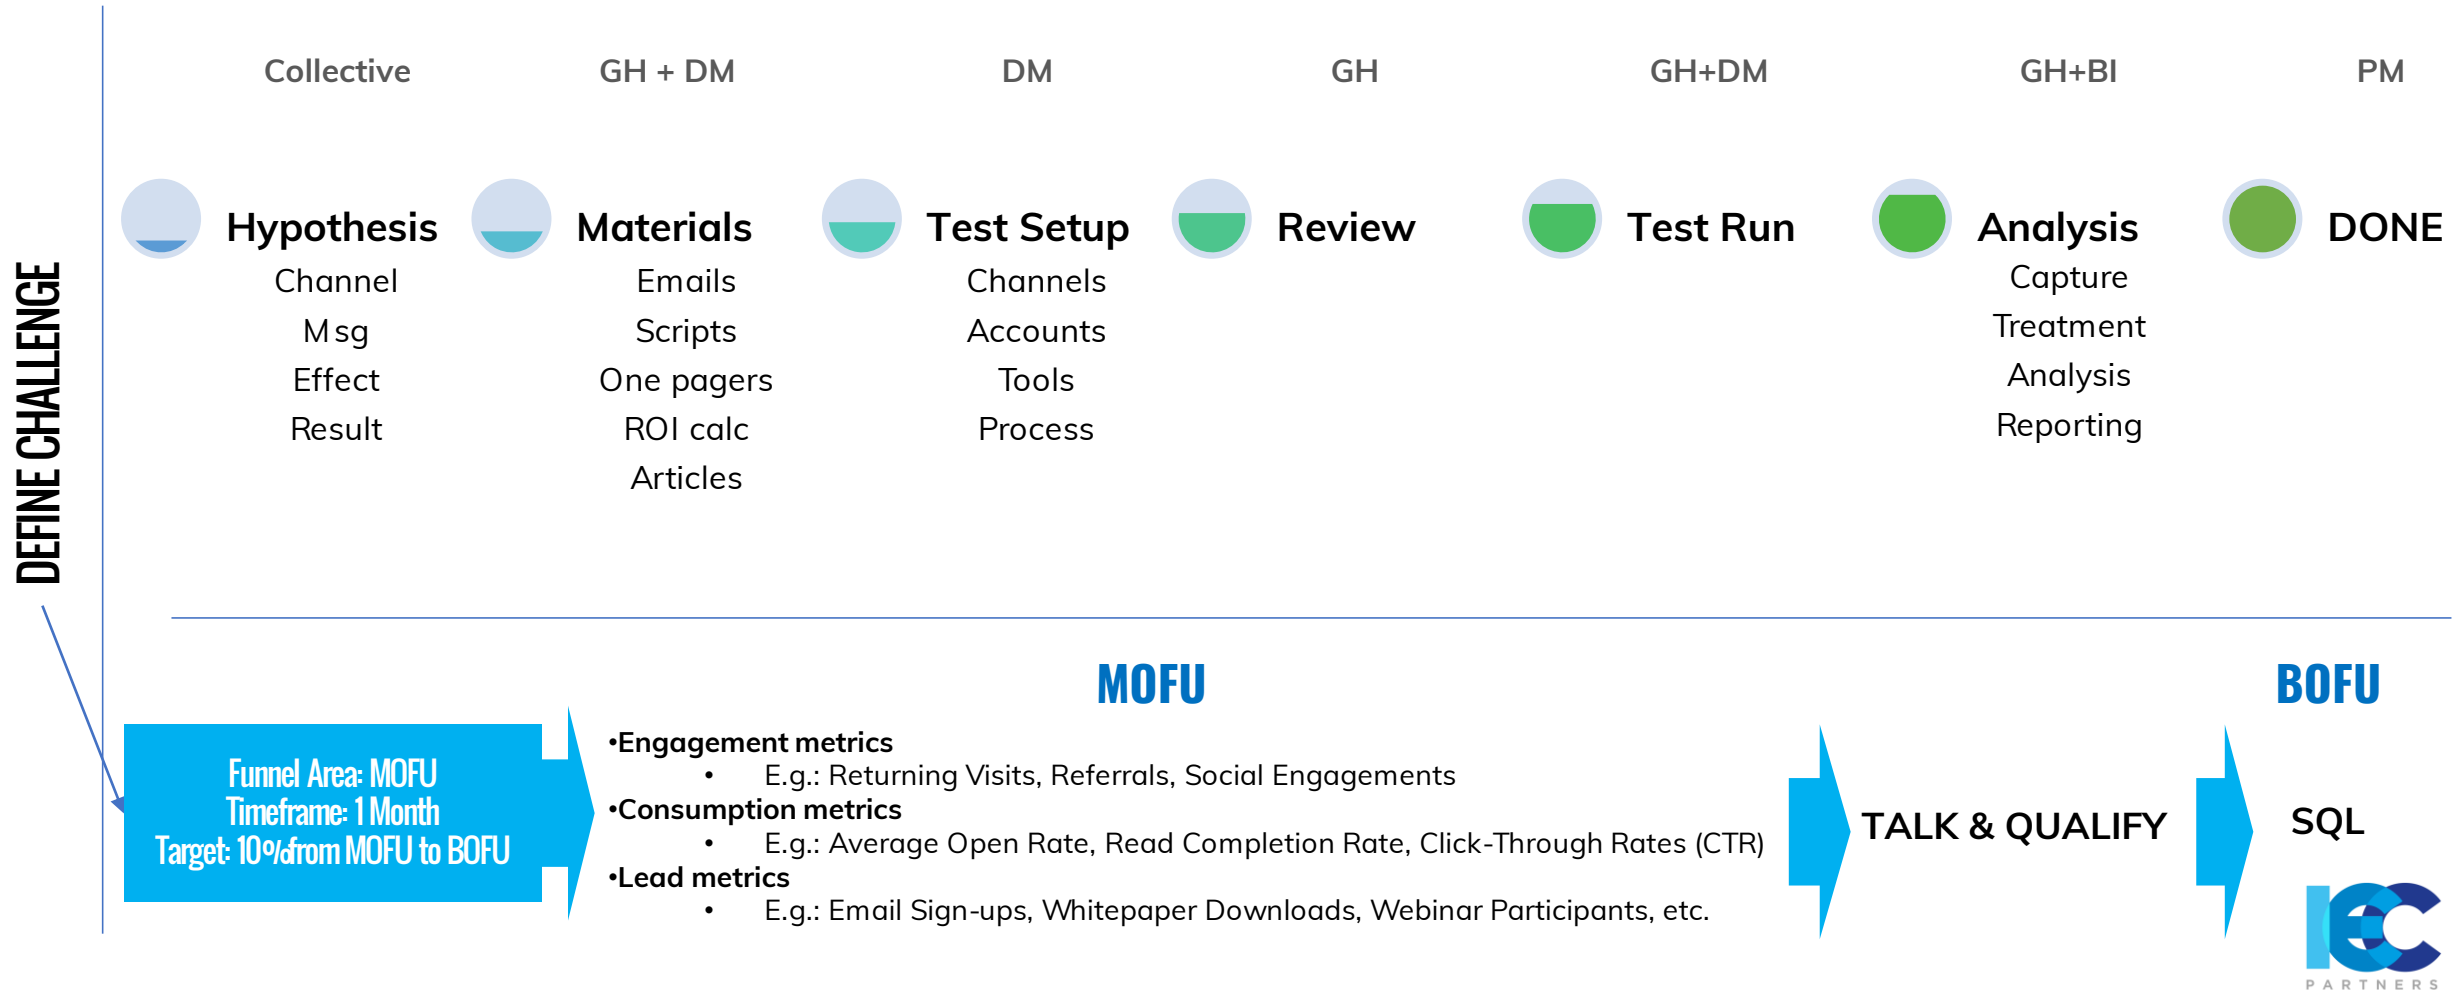 DEFINE CHALLENGE
Collective
GH + DM
DM
GH
GH+DM
GH+BI
PM
Hypothesis
Channel
Msg
Effect
Result
Materials
Emails
Scripts
One pagers
ROI calc
Articles
Test Setup
Channels
Accounts
Tools
Process
Review
Test Run
Analysis
Capture
Treatment
Analysis
Reporting
DONE
MOFU
BOFU
Funnel Area: MOFU
Timeframe: 1 Month
Target: 10%from MOFU to BOFU
•Engagement metrics
• E.g.: Returning Visits, Referrals, Social Engagements
•Consumption metrics
• E.g.: Average Open Rate, Read Completion Rate, Click-Through Rates (CTR)
•Lead metrics
• E.g.: Email Sign-ups, Whitepaper Downloads, Webinar Participants, etc.
TALK & QUALIFY
SQL
IEC
PARTNERS